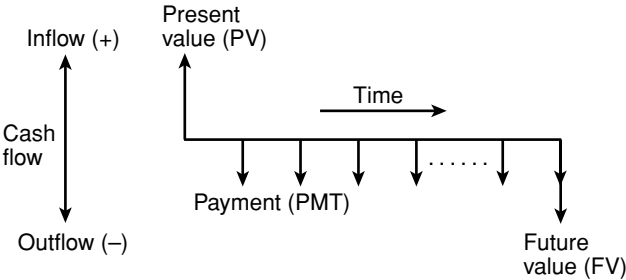 Present
value (PV)
Inflow (+)
Time
Cash
flow
Payment (PMT)
Outflow (–)
Future
value (FV)